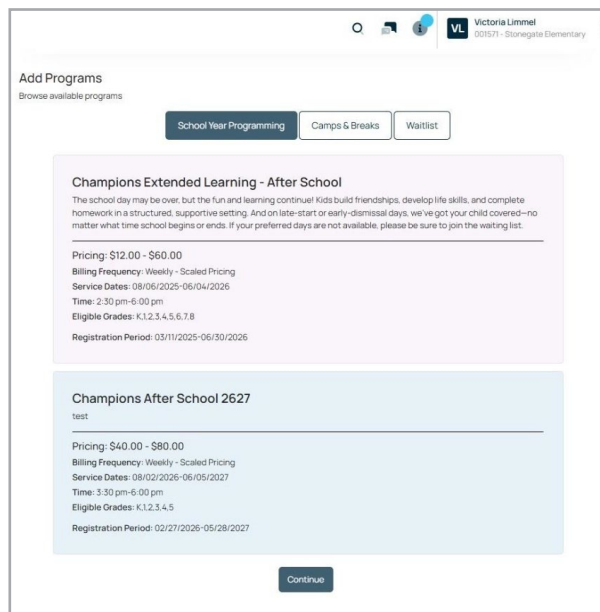 VL
Victoria Limmel
001571 - Stonegate Elementary
Add Programs
Browse available programs
School Year Programming
Camps & Breaks
Waitlist
Champions Extended Learning - After School
The school day may be over, but the fun and learning continue! Kids build friendships, develop life skills, and complete
homework in a structured, supportive setting. And on late-start or early-dismissal days, we've got your child covered—no
matter what time school begins or ends. If your preferred days are not available, please be sure to join the waiting list.
Pricing: $12.00 - $60.00
Billing Frequency: Weekly - Scaled Pricing
Service Dates: 08/06/2025-06/04/2026
Time: 2:30 pm-6:00 pm
Eligible Grades: K,1,2,3,4,5,6,7,8
Registration Period: 03/11/2025-06/30/2026
Champions After School 2627
test
Pricing: $40.00 - $80.00
Billing Frequency: Weekly - Scaled Pricing
Service Dates: 08/02/2026-06/05/2027
Time: 3:30 pm-6:00 pm
Eligible Grades: K,1,2,3,4,5
Registration Period: 02/27/2026-05/28/2027
Continue